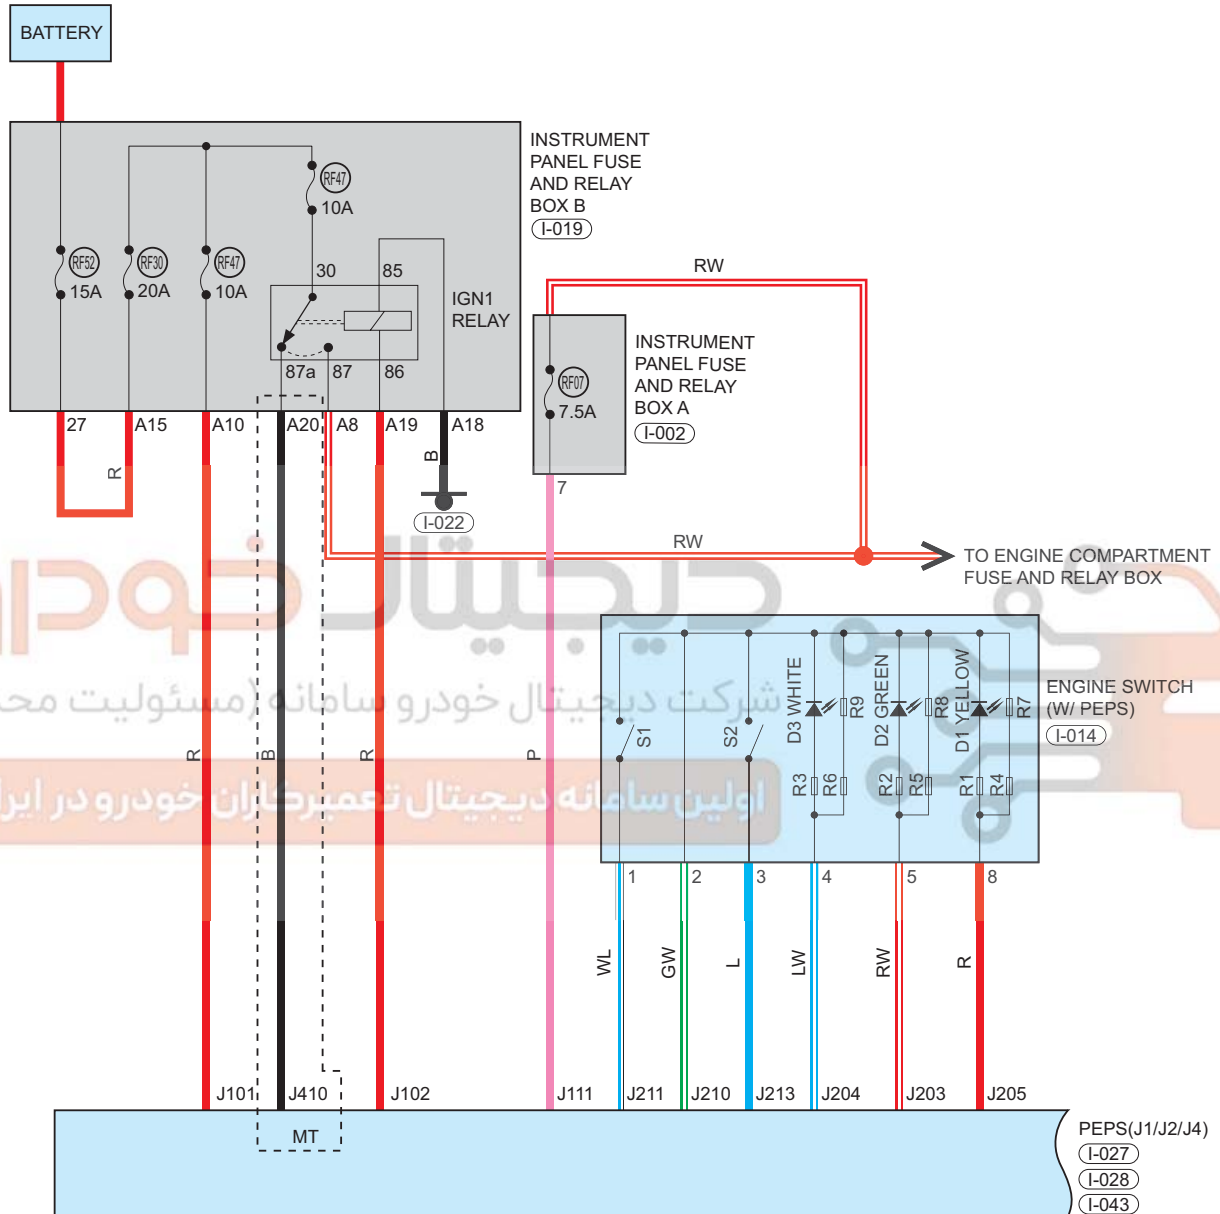 BATTERY
INSTRUMENT
PANEL FUSE
AND RELAY
BOX B
I-019
RF47
10A
RF52
15A
RF30
20A
RF47
10A
30
85
IGN1
RELAY
87a
87
86
27
A15
A10
A20
A8
A19
A18
R
B
I-022
RW
INSTRUMENT
PANEL FUSE
AND RELAY
BOX A
I-002
RF07
7.5A
7
RW
TO ENGINE COMPARTMENT
FUSE AND RELAY BOX
دیجیتال خودرو
شرکت دیجیتال خودرو سامانه (مسئولیت مح
اولین سامانه دیجیتال تعمیرکاران خودرو در ایرا
ENGINE SWITCH
(W/ PEPS)
I-014
S1
S2
D3 WHITE
R9
D2 GREEN
R8
D1 YELLOW
R7
R3
R6
R2
R5
R1
R4
R
B
R
P
1
2
3
4
5
8
WL
GW
L
LW
RW
R
J101
J410
J102
J111
J211
J210
J213
J204
J203
J205
MT
PEPS(J1/J2/J4)
I-027
I-028
I-043